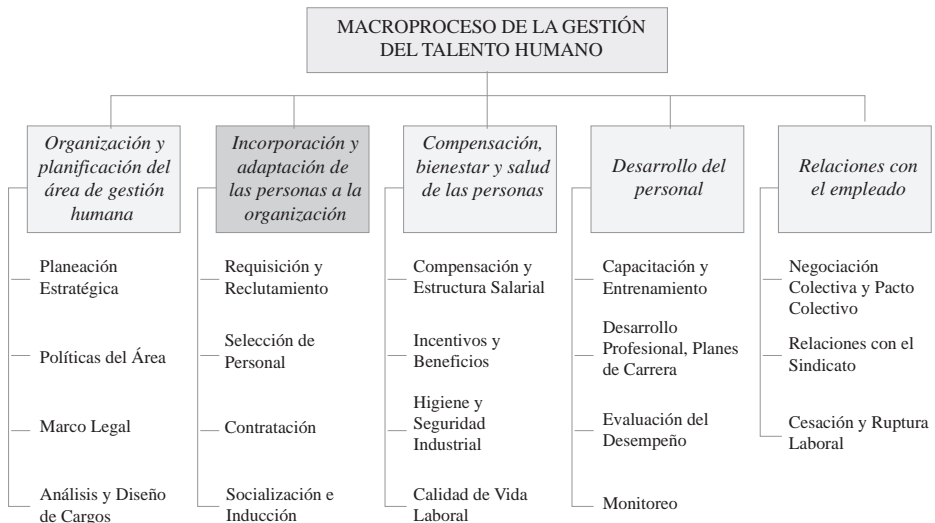 MACROPROCESO DE LA GESTIÓN
DEL TALENTO HUMANO
Organización y
planificación del
área de gestión
humana
Planeación
Estratégica
Políticas del Área
Marco Legal
Análisis y Diseño
de Cargos
Incorporación y
adaptación de
las personas a la
organización
Requisición y
Reclutamiento
Selección de
Personal
Contratación
Socialización e
Inducción
Compensación,
bienestar y salud
de las personas
Compensación y
Estructura Salarial
Incentivos y
Beneficios
Higiene y
Seguridad
Industrial
Calidad de Vida
Laboral
Desarrollo del
personal
Capacitación y
Entrenamiento
Desarrollo
Profesional, Planes
de Carrera
Evaluación del
Desempeño
Monitoreo
Relaciones con
el empleado
Negociación
Colectiva y Pacto
Colectivo
Relaciones con el
Sindicato
Cesación y Ruptura
Laboral